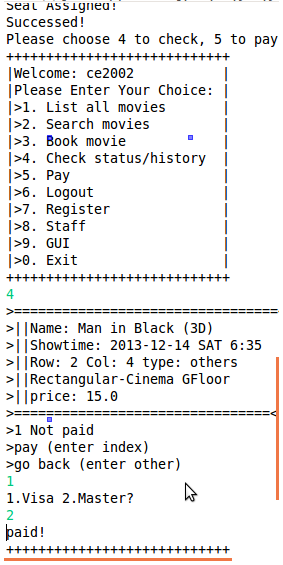 Seat Assigned!
Successed!
Please choose 4 to check, 5 to pay
++++++++++++++++++++++++++++
|Welcome: ce2002           |
|Please Enter Your Choice: |
|>1. List all movies       |
|>2. Search movies         |
|>3. Book movie            |
|>4. Check status/history  |
|>5. Pay                   |
|>6. Logout                |
|>7. Register              |
|>8. Staff                 |
|>9. GUI                   |
|>0. Exit                  |
++++++++++++++++++++++++++++
4
>=================================
>||Name: Man in Black (3D)
>||Showtime: 2013-12-14 SAT 6:35
>||Row: 2 Col: 4 type: others
>||Rectangular-Cinema GFloor
>||price: 15.0
>================================<
>1 Not paid
>pay (enter index)
>go back (enter other)
1
1.Visa 2.Master?
2
paid!
++++++++++++++++++++++++++++